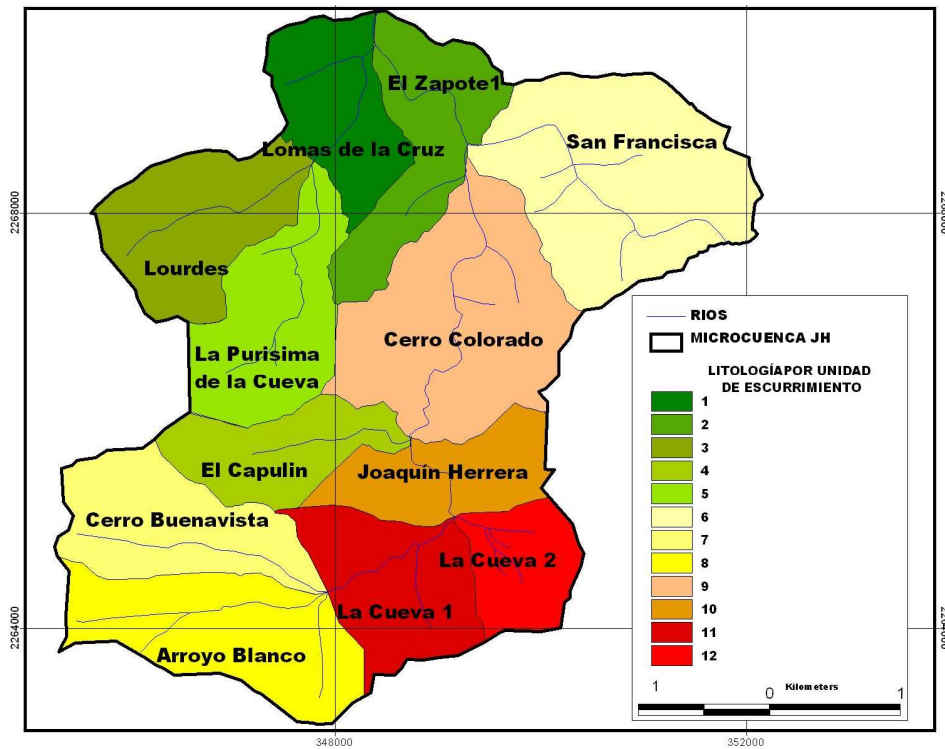 El Zapote1
San Francisca
Lomas de la Cruz
2268000
2268000
Lourdes
RIOS
MICROCUENCA JH
Cerro Colorado
La Purisima
de la Cueva
LITOLOGÍAPOR UNIDAD
DE ESCURRIMIENTO
1
2
3
4
5
6
7
8
9
10
11
12
El Capulin
Joaquín Herrera
Cerro Buenavista
La Cueva 2
La Cueva 1
2264000
2264000
Arroyo Blanco
1
0
Kilometers
1
348000
352000